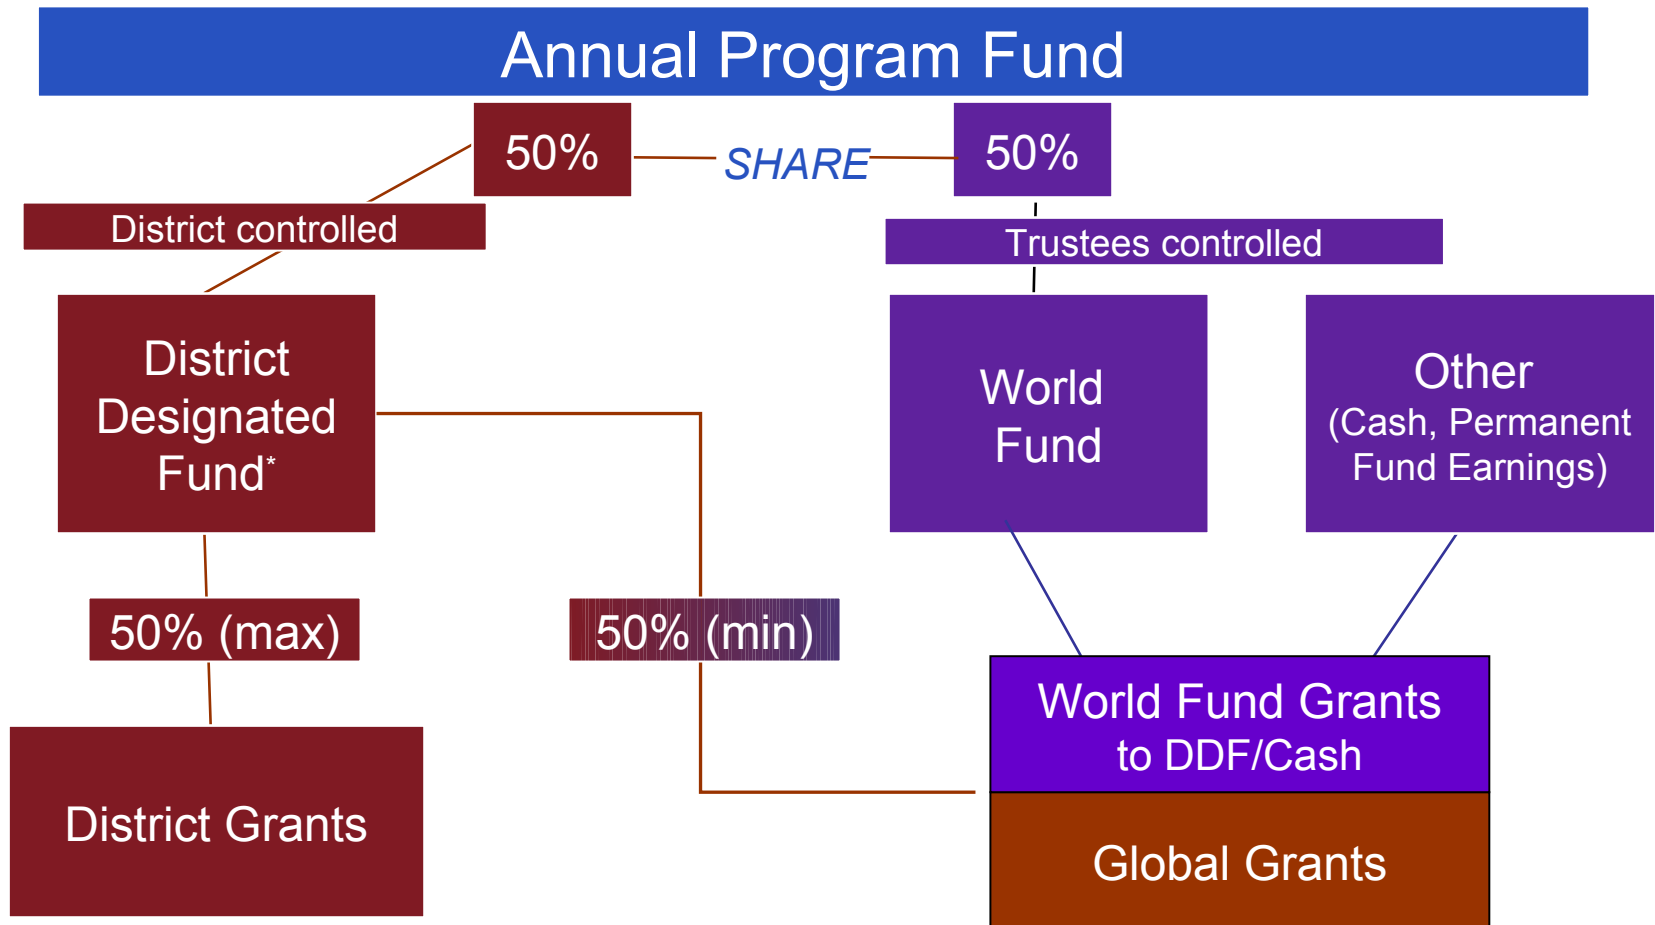 Annual Program Fund
50%
SHARE
50%
District controlled
Trustees controlled
District
Designated
Fund*
World
Fund
Other
(Cash, Permanent
Fund Earnings)
50% (max)
50% (min)
World Fund Grants
to DDF/Cash
District Grants
Global Grants